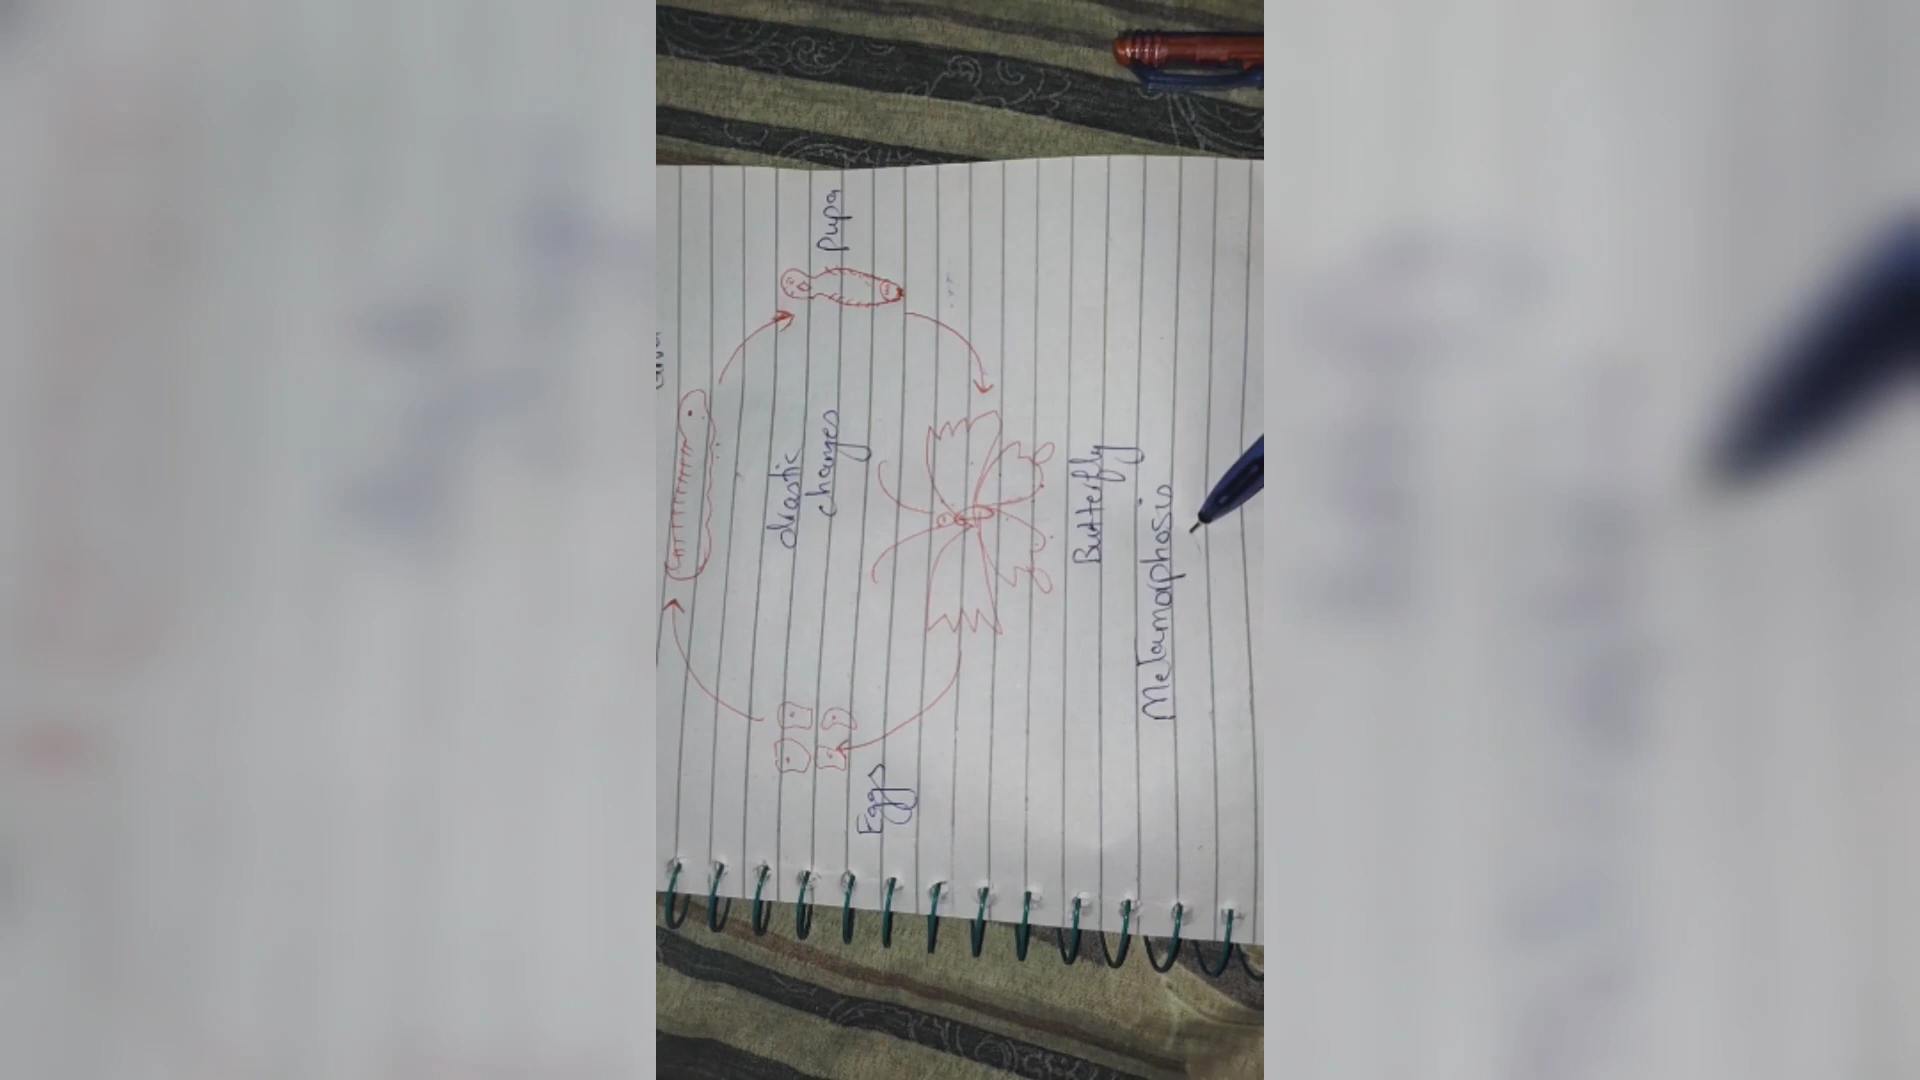 Pupa
drastic
changes
Eggs
Butterfly
Metamorphosis